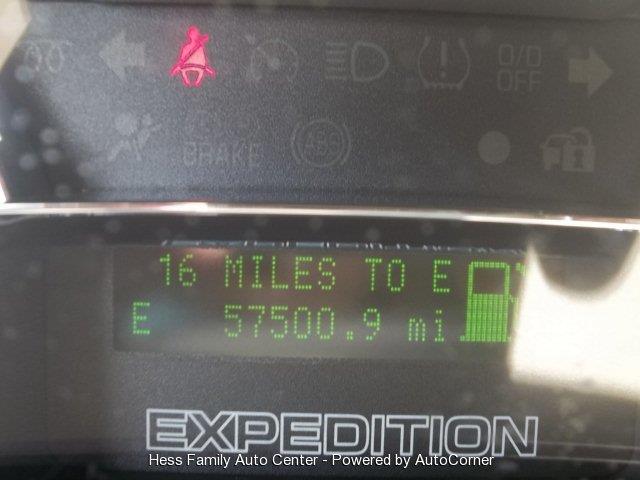 O/D
OFF
BRAKE
ABS
16 MILES TO E
E 57500.9 mi
EXPEDITION
Hess Family Auto Center - Powered by AutoCorner